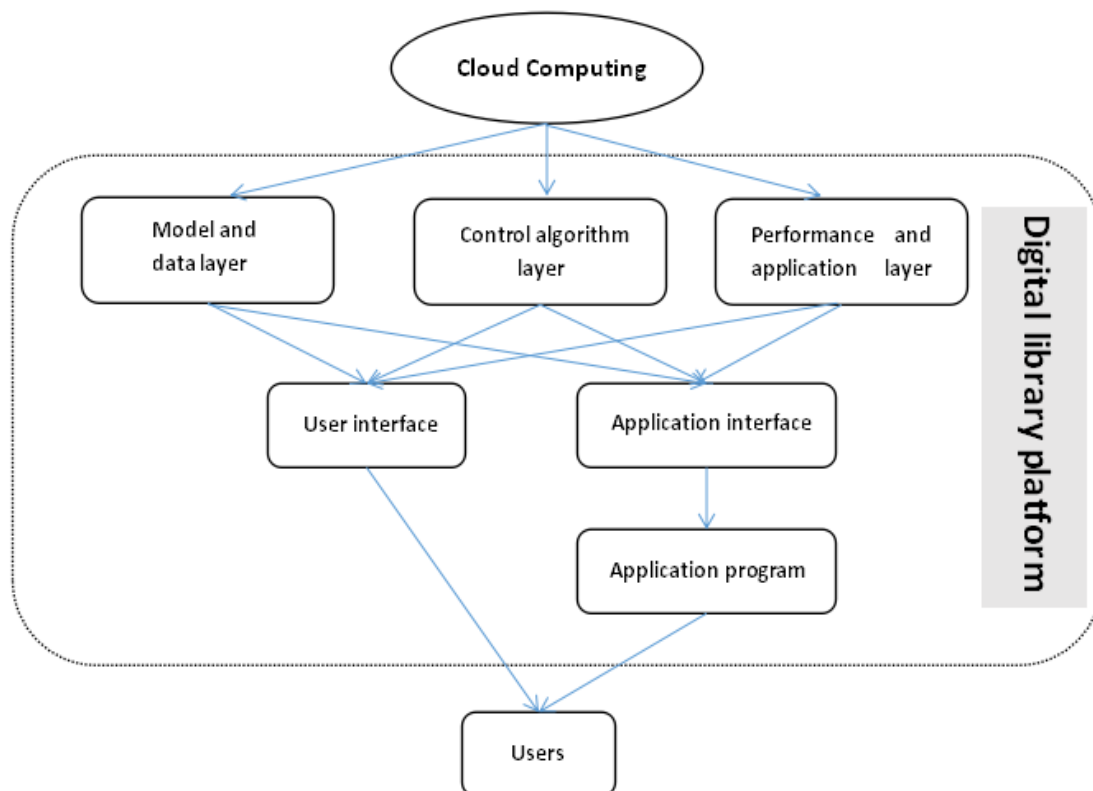 Cloud Computing
Model and
data layer
Control algorithm
layer
Performance and
application layer
Digital library platform
User interface
Application interface
Application program
Users